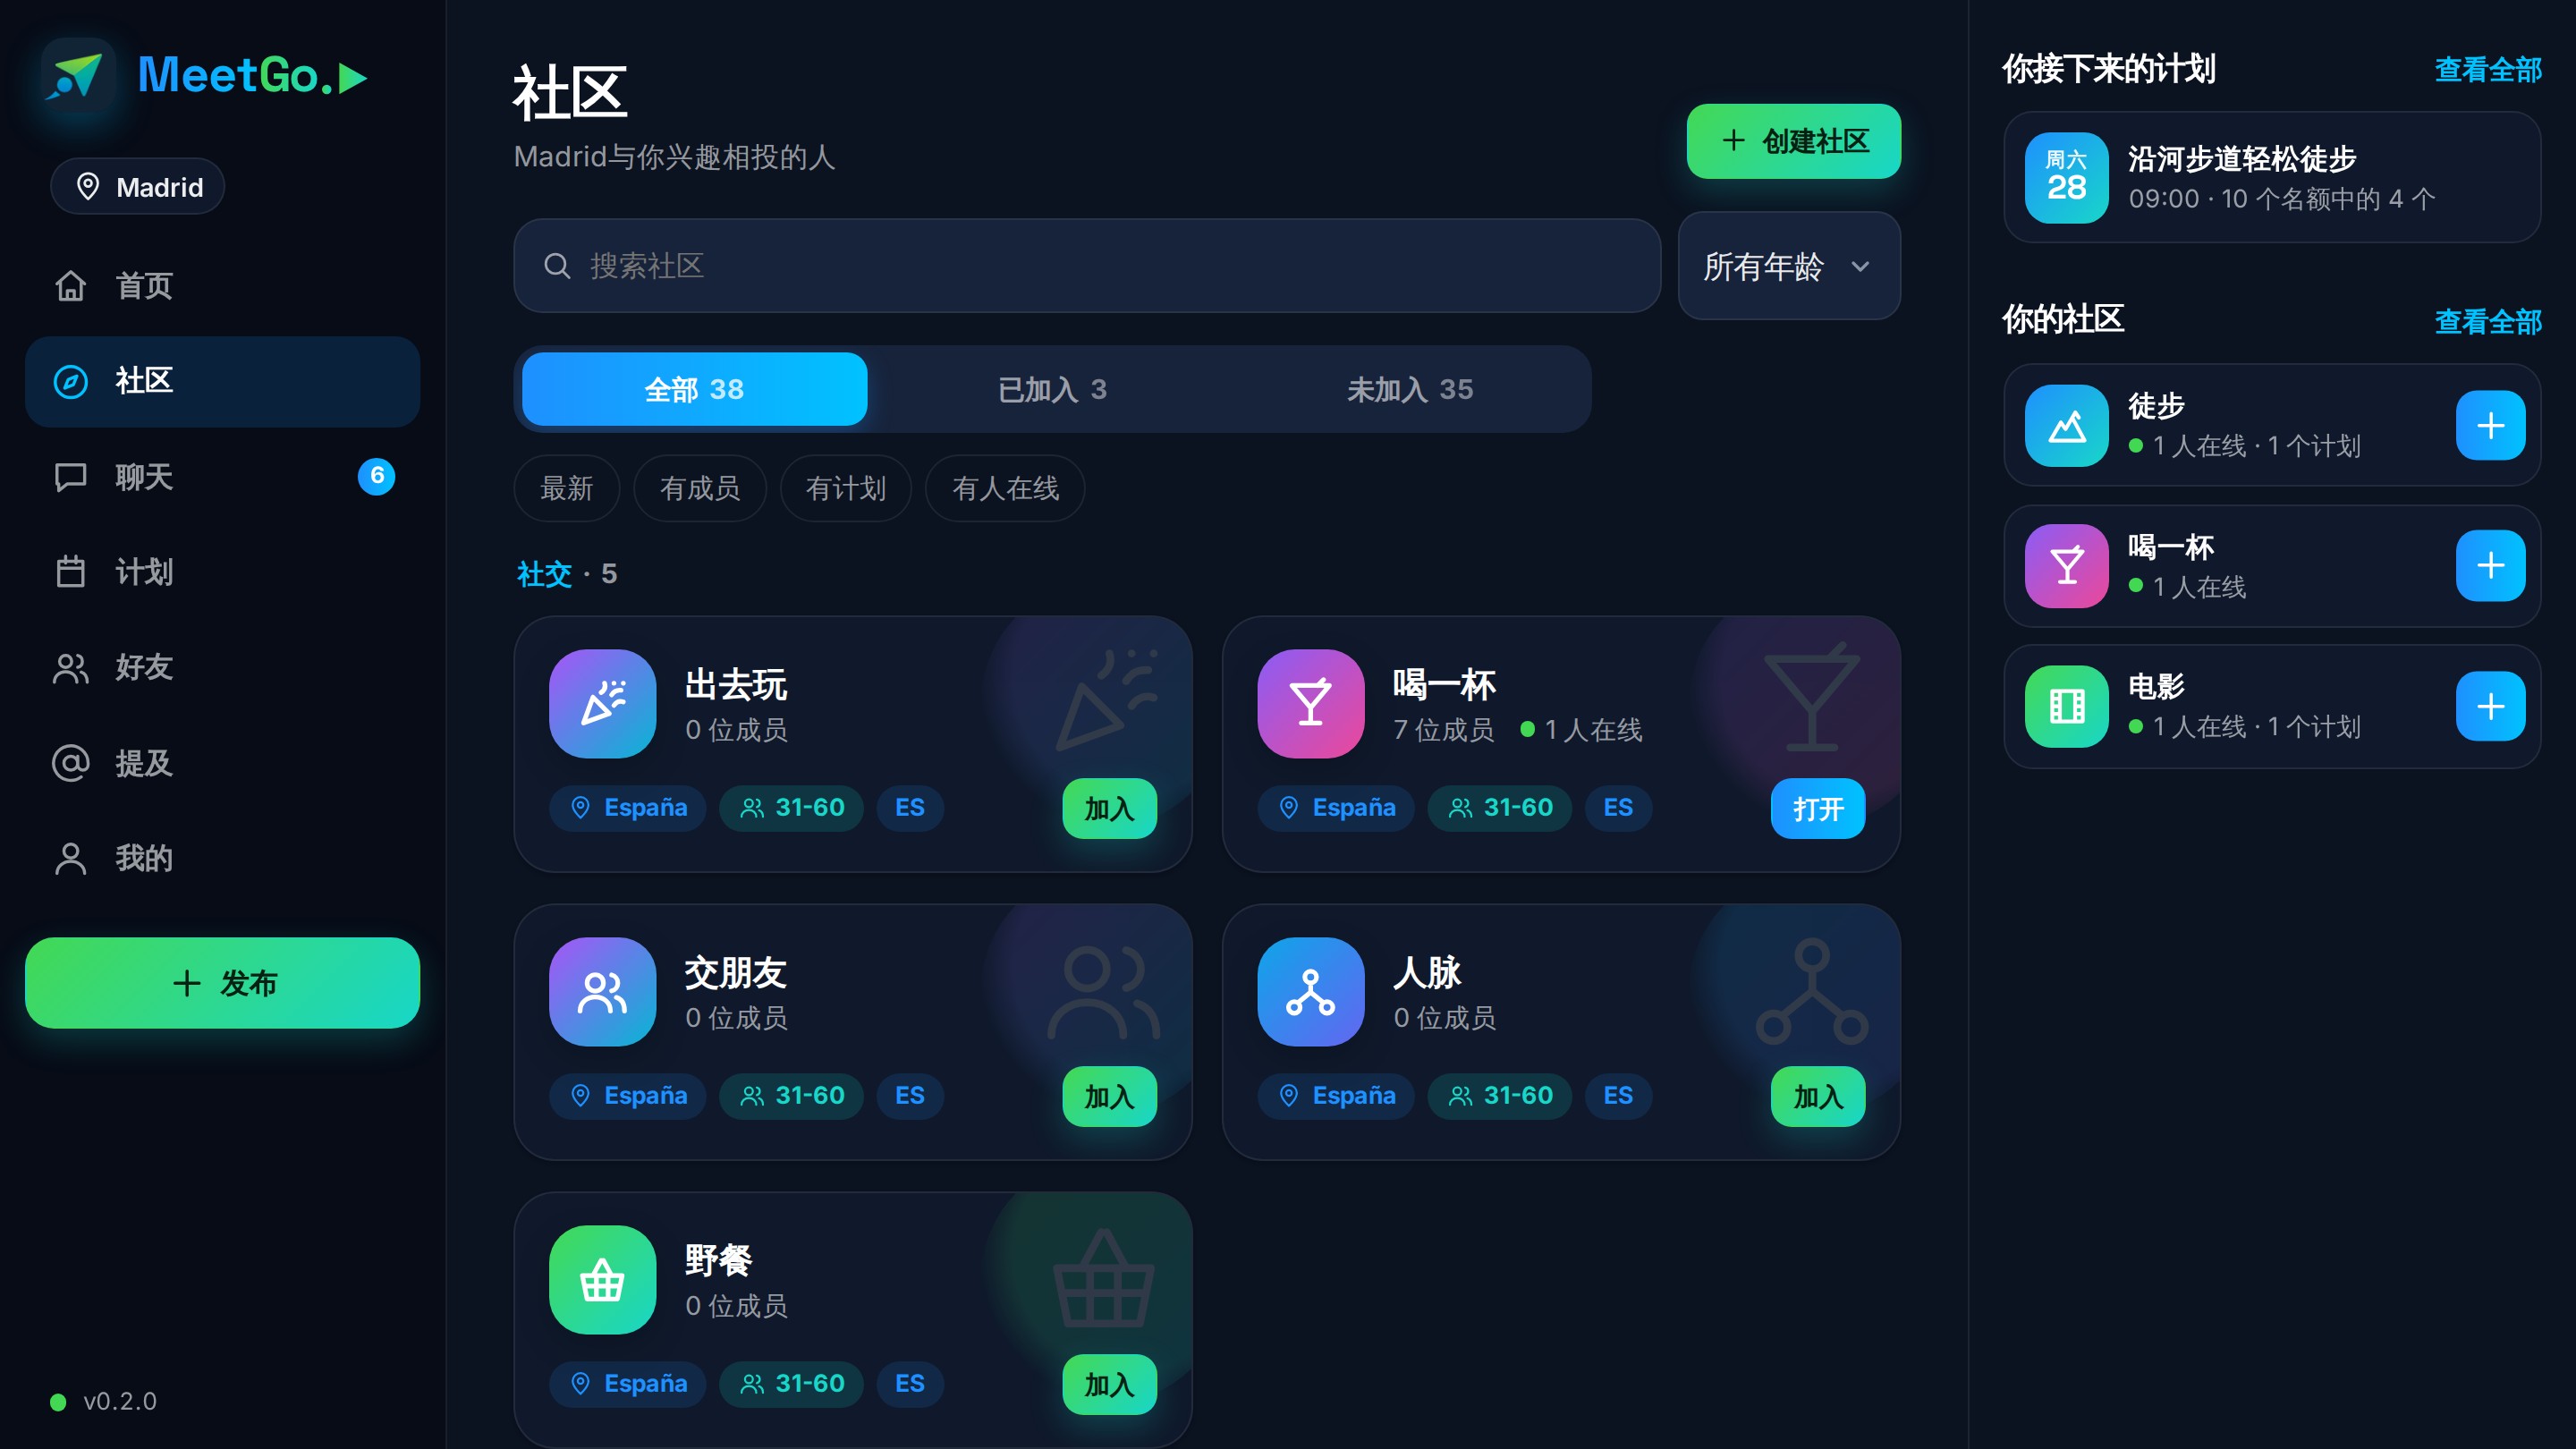 MeetGo.
Madrid
首页
社区
聊天
6
计划
好友
提及
我的
发布
v0.2.0
社区
Madrid与你兴趣相投的人
创建社区
搜索社区
所有年龄
全部 38
已加入 3
未加入 35
最新
有成员
有计划
有人在线
社交 · 5
出去玩
0 位成员
España
31-60
ES
加入
喝一杯
7 位成员 1 人在线
España
31-60
ES
打开
交朋友
0 位成员
España
31-60
ES
加入
人脉
0 位成员
España
31-60
ES
加入
野餐
0 位成员
España
31-60
ES
加入
你接下来的计划
查看全部
周六
28
沿河步道轻松徒步
09:00 · 10 个名额中的 4 个
你的社区
查看全部
徒步
1 人在线 · 1 个计划
喝一杯
1 人在线
电影
1 人在线 · 1 个计划